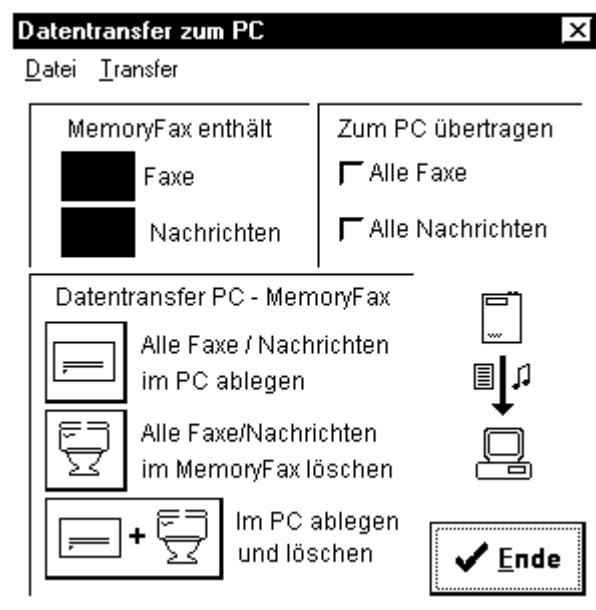 Datentransfer zum PC
Datei Transfer
MemoryFax enthält
Faxe
Nachrichten
Zum PC übertragen
Alle Faxe
Alle Nachrichten
Datentransfer PC - MemoryFax
Alle Faxe / Nachrichten
im PC ablegen
Alle Faxe/Nachrichten
im MemoryFax löschen
+
Im PC ablegen
und löschen
Ende